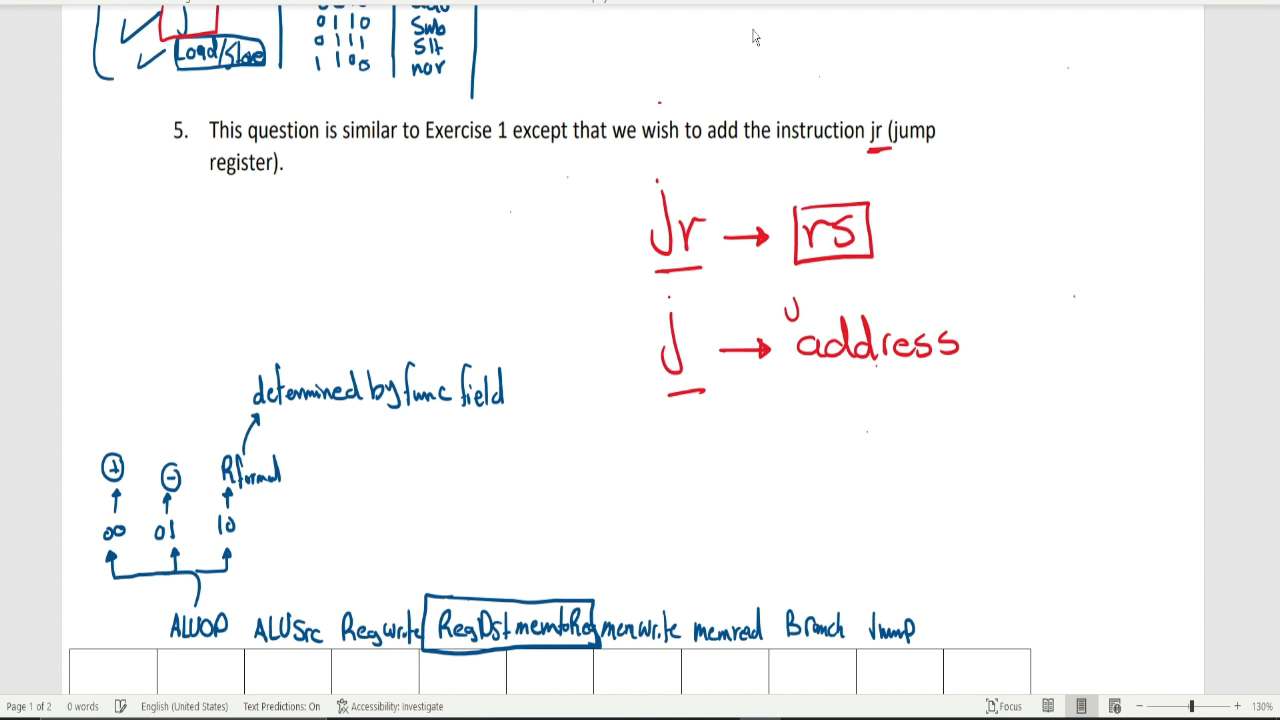 0110 Sub
Load/Store 0111 Slt
1100 nor
5. This question is similar to Exercise 1 except that we wish to add the instruction jr (jump
register).
jr → rs
j → address
determined by func field
+ - Rformat
00 01 10
ALUOP ALUSrc Regwrite RegDst memtoReg memwrite memread Branch Jump
Page 1 of 2 0 words English (United States) Text Predictions: On Accessibility: Investigate Focus 130%